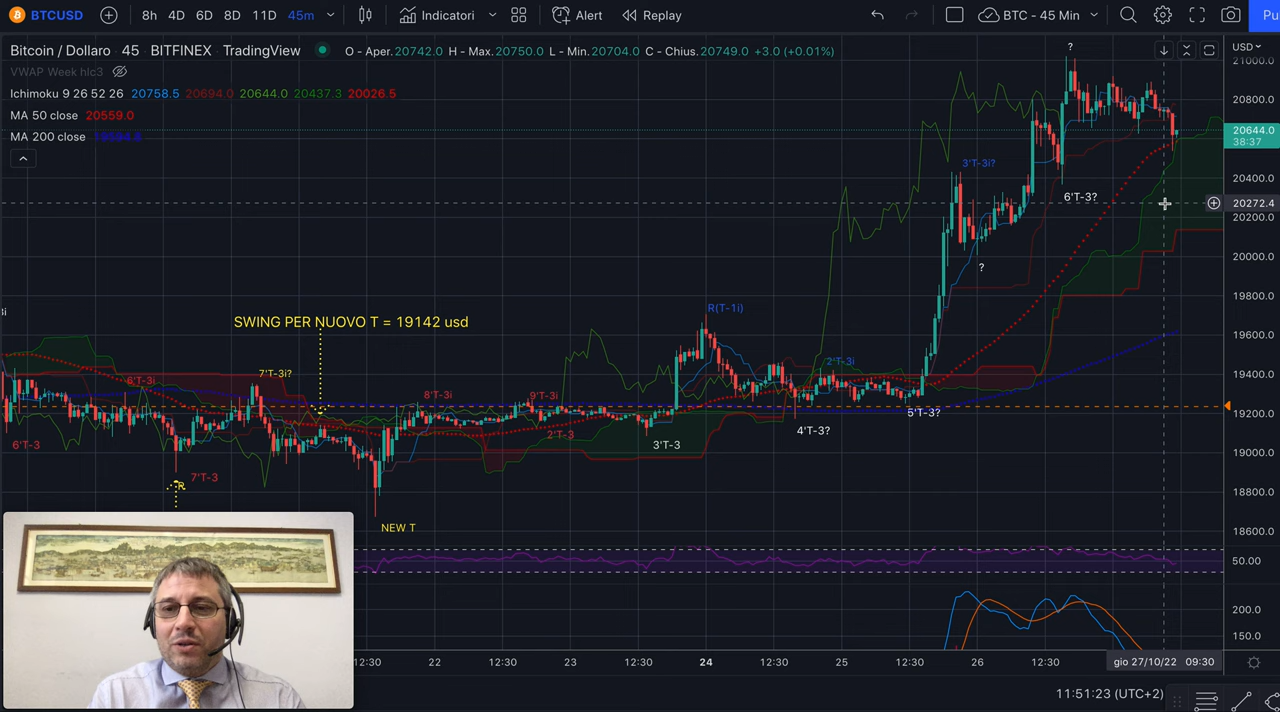 BTCUSD 8h 4D 6D 8D 11D 45m Indicatori Alert Replay BTC - 45 Min Pu
Bitcoin / Dollaro · 45 · BITFINEX · TradingView O - Aper.20742.0 H - Max.20750.0 L - Min.20704.0 C - Chius.20749.0 +3.0 (+0.01%)
USD
VWAP Week hlc3
Ichimoku 9 26 52 26 20758.5 20694.0 20644.0 20437.3 20026.5
MA 50 close 20559.0
MA 200 close
?
21000.0
20800.0
20644.0
38:37
20400.0
20272.4
20200.0
20000.0
19800.0
19600.0
19400.0
19200.0
19000.0
18800.0
18600.0
50.00
200.0
150.0
3'T-3i?
6'T-3?
?
3i
SWING PER NUOVO T = 19142 usd
R(T-1i)
2'T-3i
6'T-3i
7'T-3i?
8'T-3i
9'T-3i
5'T-3?
6'T-3
2'T-3
3'T-3
4'T-3?
7'T-3
R
NEW T
12:30 22 12:30 23 12:30 24 12:30 25 12:30 26 12:30 gio 27/10/22 09:30
11:51:23 (UTC+2)